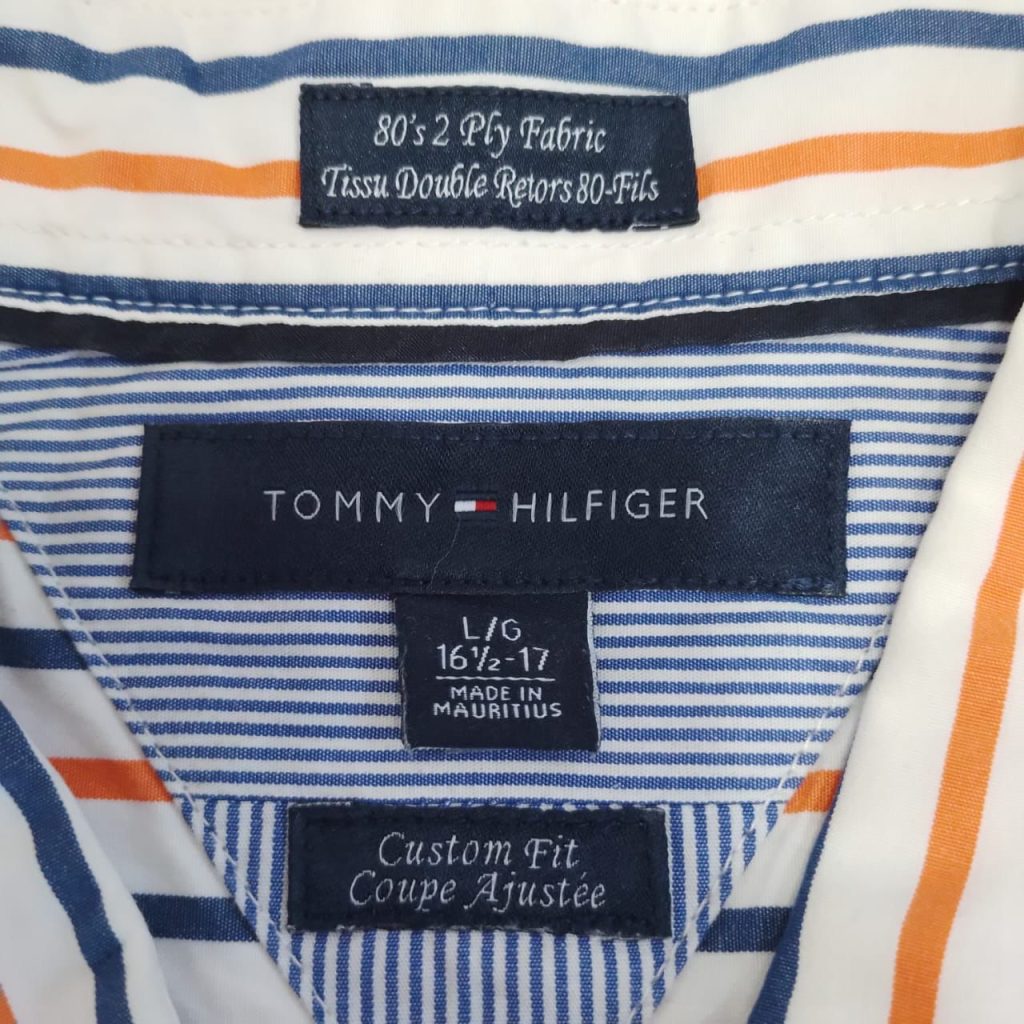 80's 2 Ply Fabric
Tissu Double Retors 80-Fils
TOMMY HILFIGER
L/G
16½-17
MADE IN
MAURITIUS
Custom Fit
Coupe Ajustée